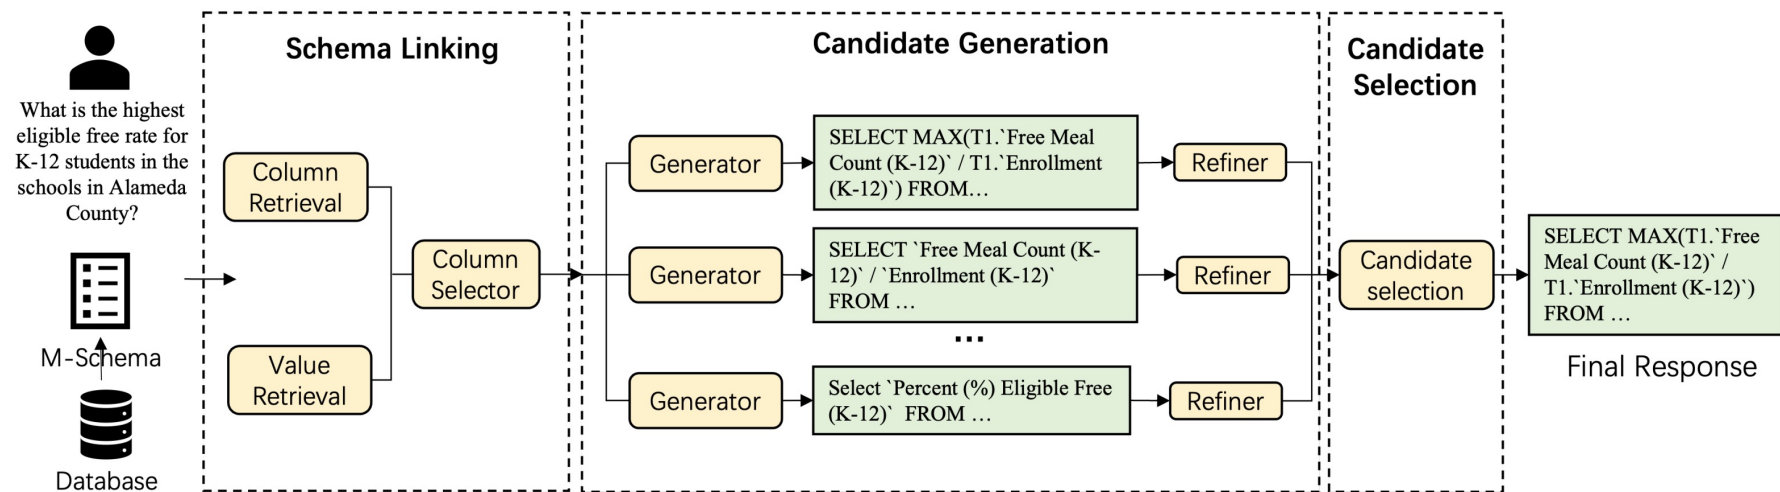 What is the highest
eligible free rate for
K-12 students in the
schools in Alameda
County?
M-Schema
Database
Schema Linking
Column
Retrieval
Value
Retrieval
Column
Selector
Candidate Generation
Generator
SELECT MAX(T1.`Free Meal
Count (K-12)` / T1.`Enrollment
(K-12)`) FROM…
Refiner
Generator
SELECT `Free Meal Count (K-
12)` / `Enrollment (K-12)`
FROM …
Refiner
...
Generator
Select `Percent (%) Eligible Free
(K-12)` FROM …
Refiner
Candidate
Selection
Candidate
selection
SELECT MAX(T1.`Free
Meal Count (K-12)` /
T1.`Enrollment (K-12)`)
FROM …
Final Response